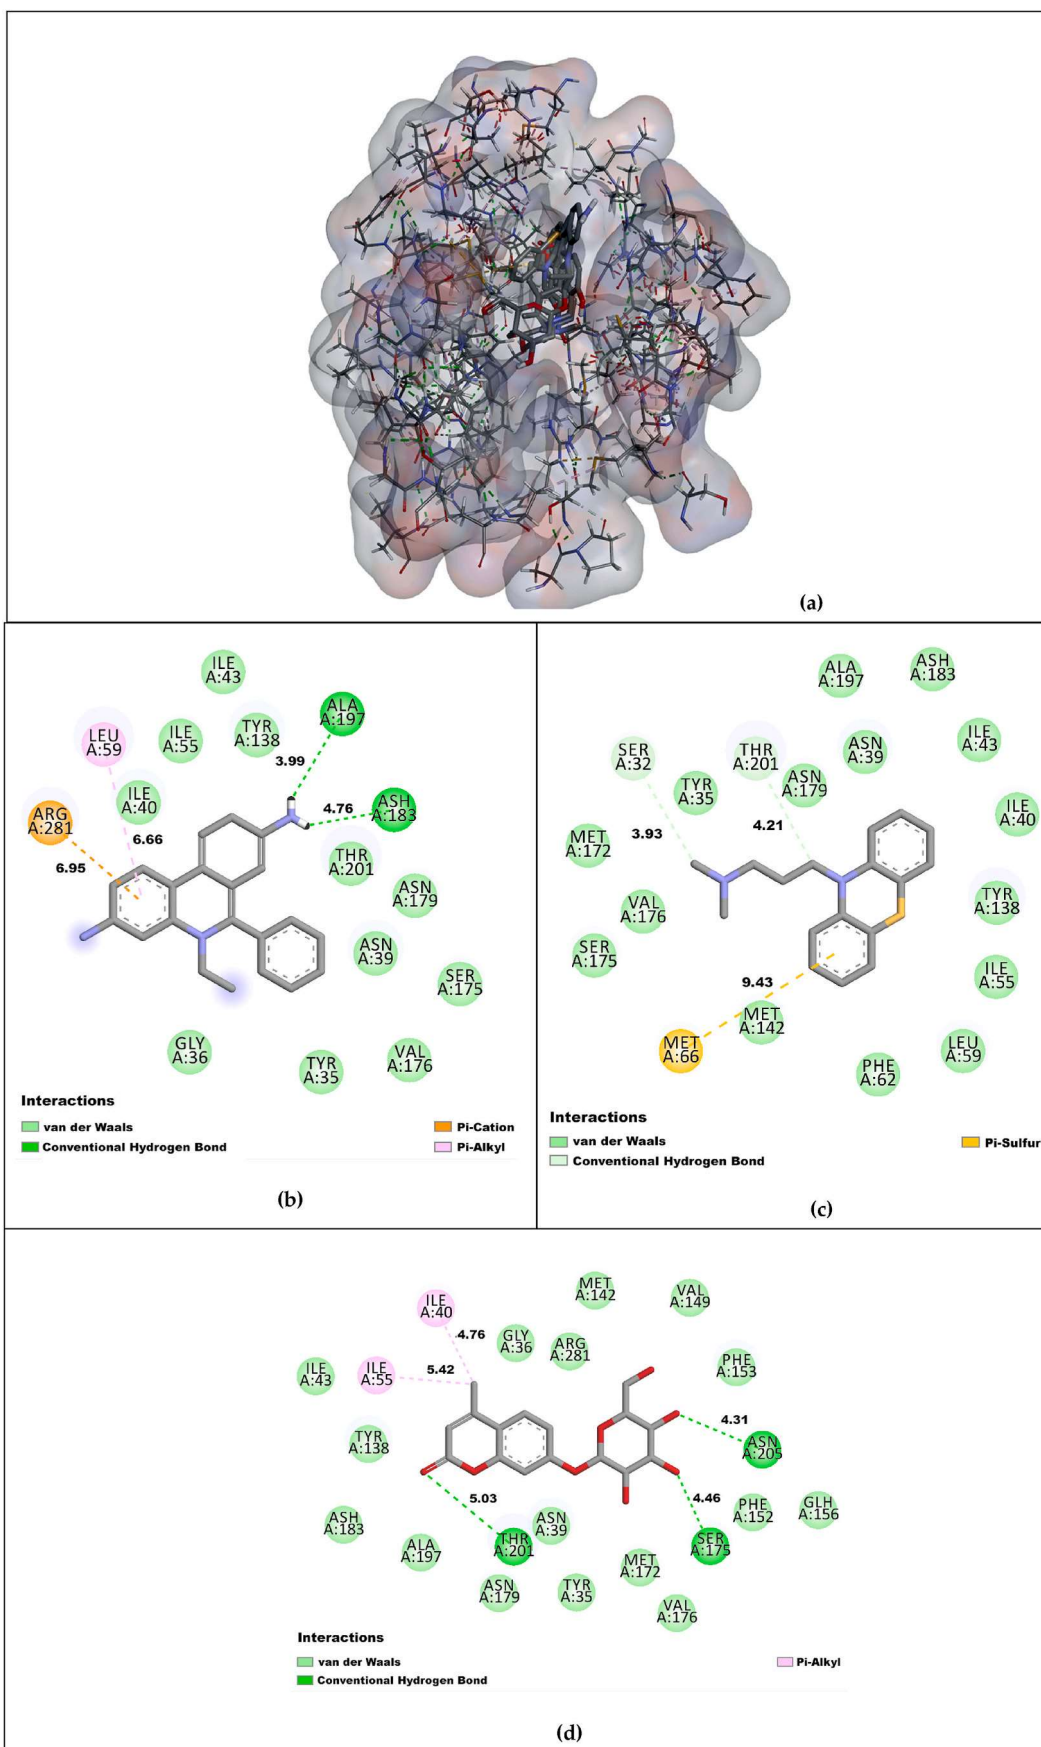 (a)
ILE
A:43
ALA
A:197
LEU
A:59
ILE
A:55
TYR
A:138
3.99
ILE
A:40
4.76
ASH
A:183
ARG
A:281
6.66
6.95
THR
A:201
ASN
A:179
ASN
A:39
SER
A:175
GLY
A:36
TYR
A:35
VAL
A:176
Interactions
van der Waals
Conventional Hydrogen Bond
Pi-Cation
Pi-Alkyl
(b)
ALA
A:197
ASH
A:183
SER
A:32
THR
A:201
ASN
A:39
ILE
A:43
TYR
A:35
ASN
A:179
ILE
A:40
MET
A:172
3.93
4.21
VAL
A:176
TYR
A:138
SER
A:175
ILE
A:55
9.43
MET
A:142
MET
A:66
LEU
A:59
PHE
A:62
Interactions
van der Waals
Conventional Hydrogen Bond
Pi-Sulfur
(c)
MET
A:142
VAL
A:149
ILE
A:40
4.76
GLY
A:36
ARG
A:281
PHE
A:153
ILE
A:43
ILE
A:55
5.42
4.31
TYR
A:138
ASN
A:205
5.03
4.46
PHE
A:152
GLH
A:156
ASH
A:183
ASN
A:39
ALA
A:197
THR
A:201
SER
A:175
MET
A:172
ASN
A:179
TYR
A:35
VAL
A:176
Interactions
van der Waals
Conventional Hydrogen Bond
Pi-Alkyl
(d)